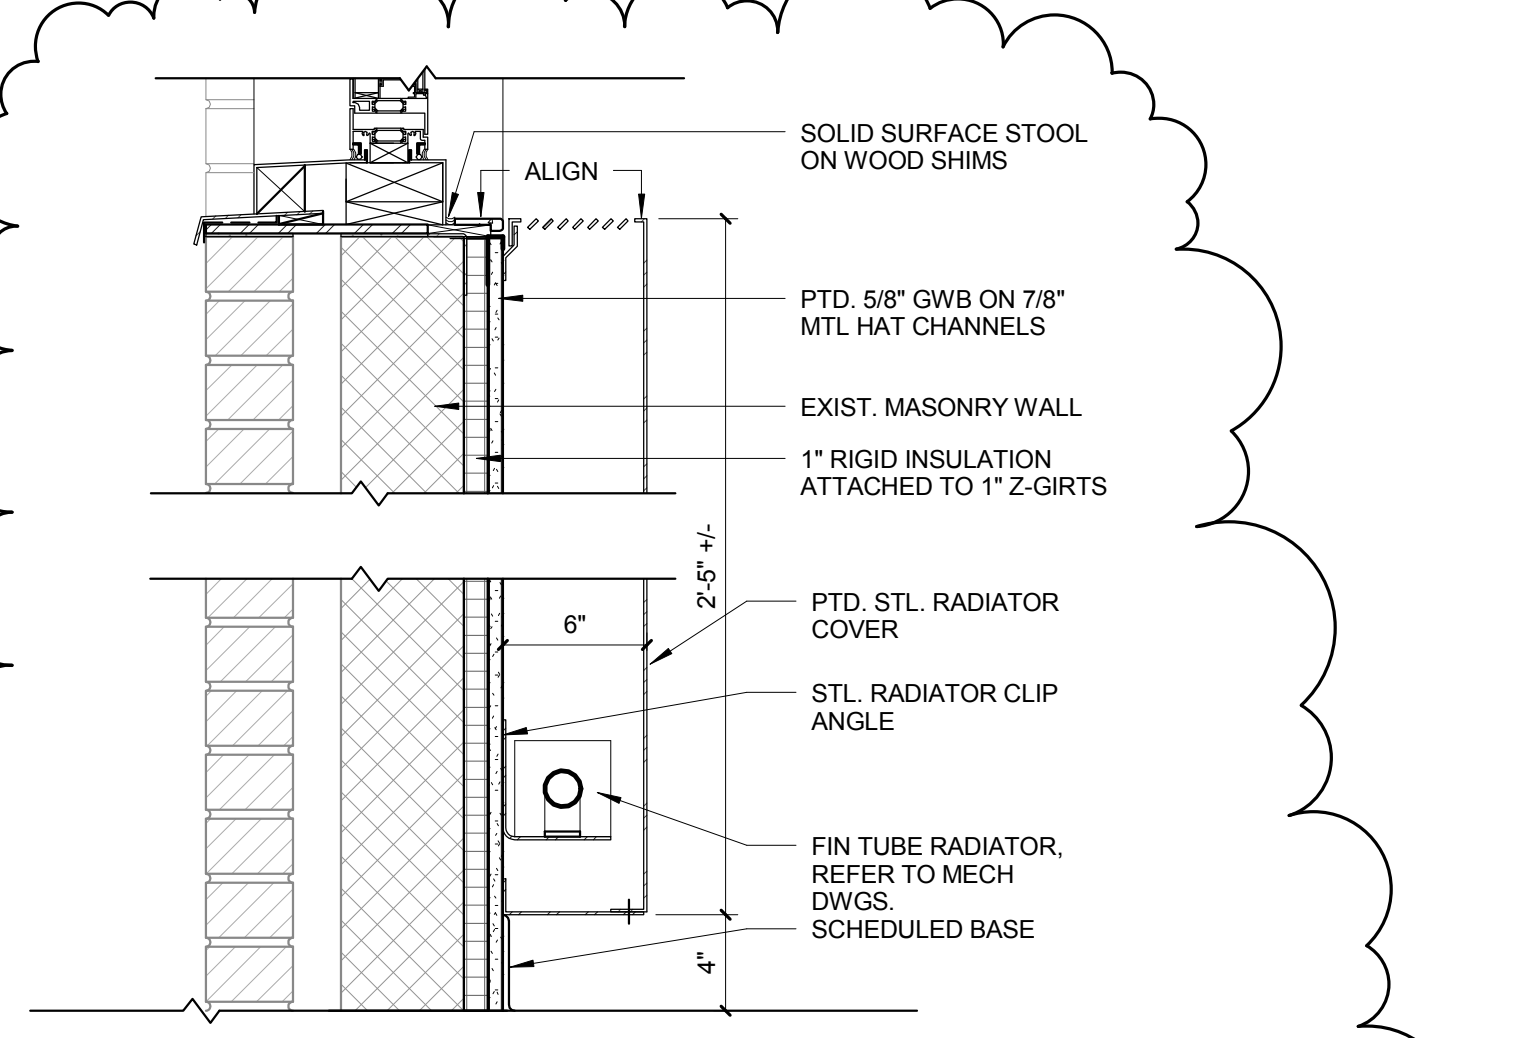 SOLID SURFACE STOOL
ON WOOD SHIMS
ALIGN
PTD. 5/8" GWB ON 7/8"
MTL HAT CHANNELS
EXIST. MASONRY WALL
1" RIGID INSULATION
ATTACHED TO 1" Z-GIRTS
2'-5" +/-
6"
PTD. STL. RADIATOR
COVER
STL. RADIATOR CLIP
ANGLE
FIN TUBE RADIATOR,
REFER TO MECH
DWGS.
SCHEDULED BASE
4"